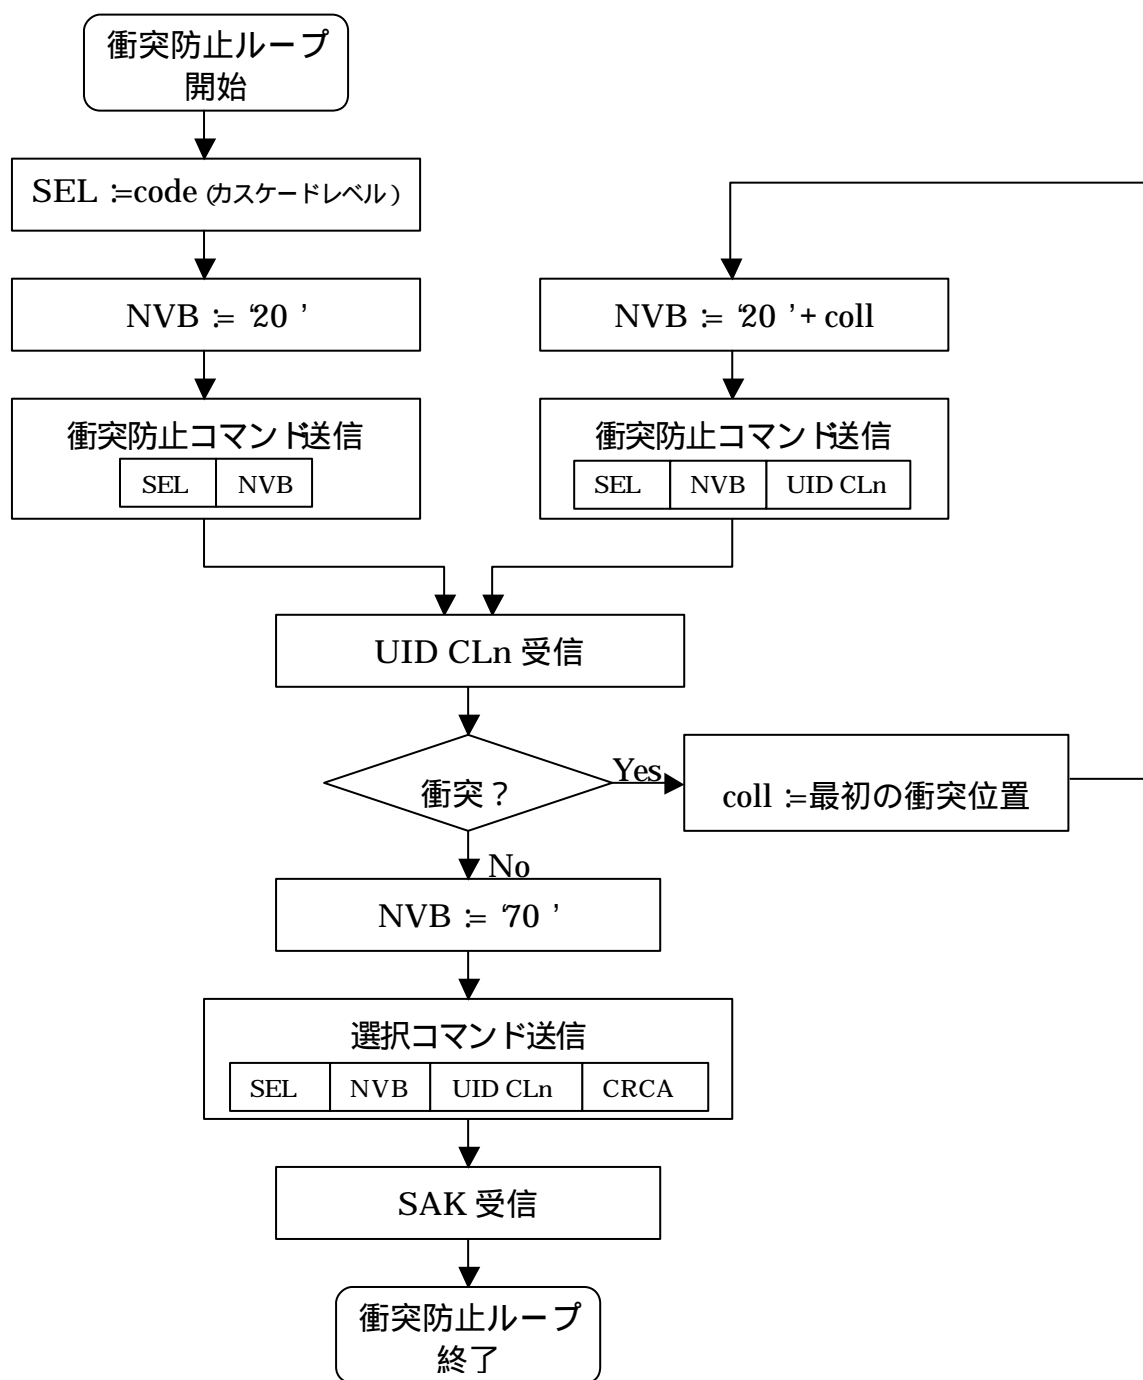 衝突防止ループ
開始
SEL :=code (カスケードレベル)
NVB := '20'
衝突防止コマンド送信
SEL NVB
NVB := '20' + coll
衝突防止コマンド送信
SEL NVB UID CLn
UID CLn 受信
衝突？
Yes
coll :=最初の衝突位置
No
NVB := '70'
選択コマンド送信
SEL NVB UID CLn CRCA
SAK 受信
衝突防止ループ
終了